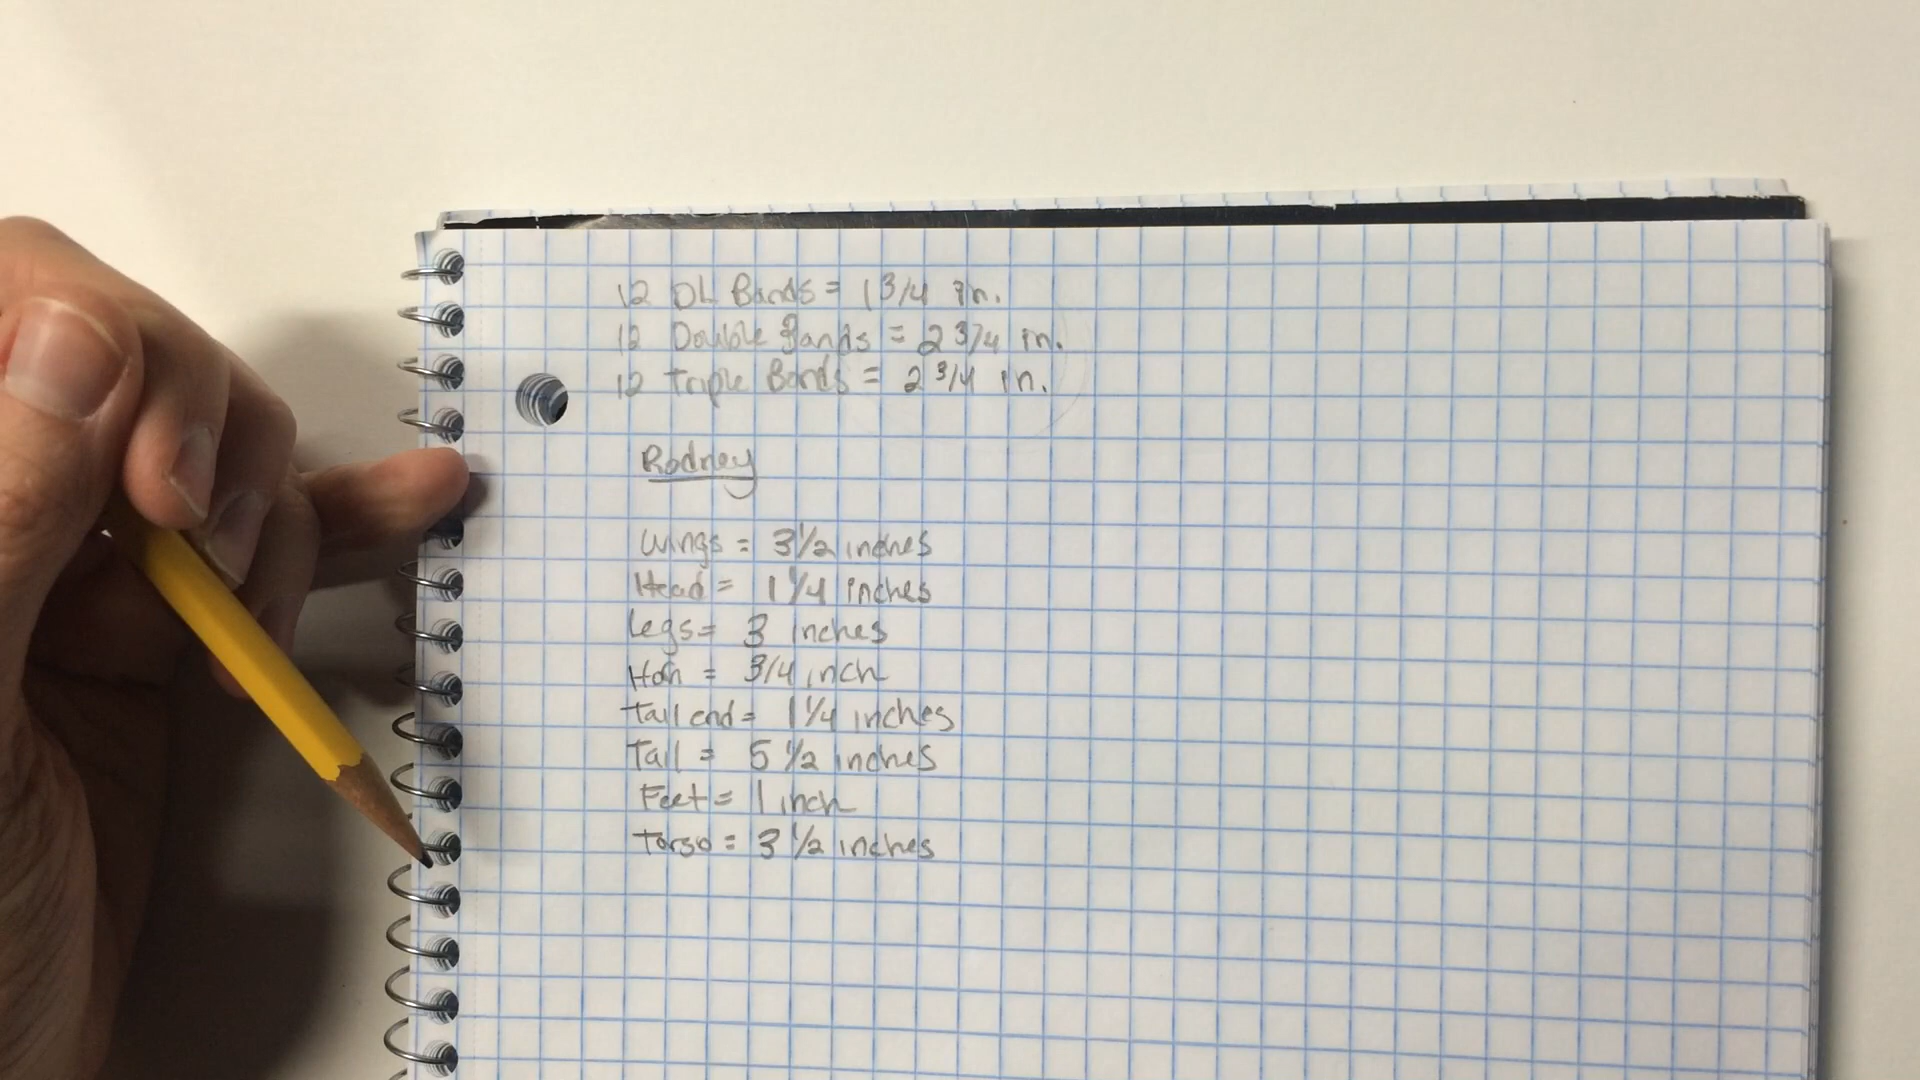 12 DL Bands = 1 3/4 in.
12 Double Bands = 2 3/4 in.
12 Triple Bands = 2 3/4 in.
Rodney
Wings = 3 1/2 inches
Head = 1 1/4 inches
Legs = 3 inches
= 3/4 inch
Tail end = 1 1/4 inches
Tail = 5 1/2 inches
Feet = 1 inch
Torso = 3 1/2 inches